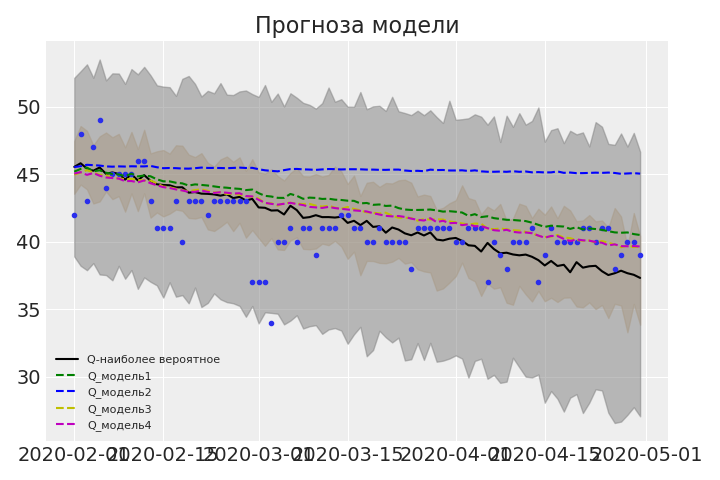 Прогноза модели
50
45
40
35
30
Q-наиболее вероятное
Q_модель1
Q_модель2
Q_модель3
Q_модель4
2020-02-01 2020-02-15 2020-03-01 2020-03-15 2020-04-01 2020-04-15 2020-05-01